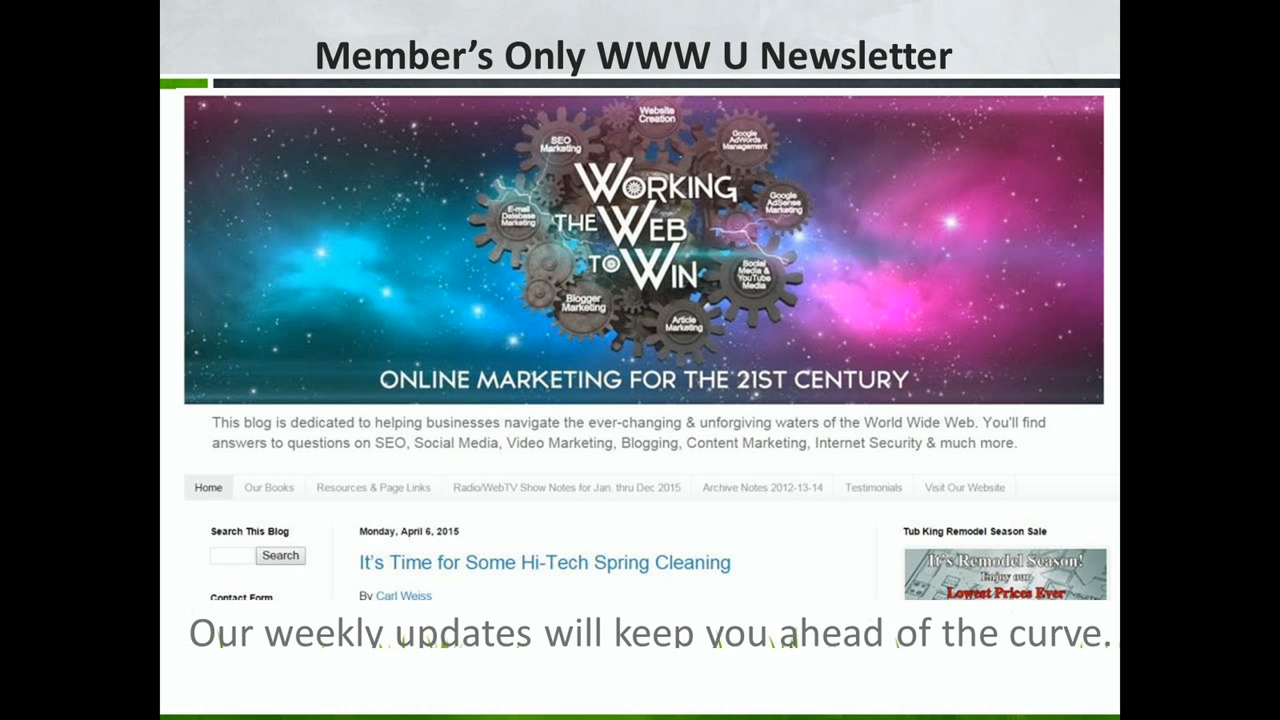 Member's Only WWW U Newsletter
Website
Creation
SEO
Marketing
Google
AdWords
Management
WORKING
Google
AdSense
Marketing
E-mail
Database
Marketing
THE WEB
TO WIN
Social
Media &
YouTube
Media
Blogger
Marketing
Article
Marketing
ONLINE MARKETING FOR THE 21ST CENTURY
This blog is dedicated to helping businesses navigate the ever-changing & unforgiving waters of the World Wide Web. You'll find
answers to questions on SEO, Social Media, Video Marketing, Blogging, Content Marketing, Internet Security & much more.
Home Our Books Resources & Page Links Radio/WebTV Show Notes for Jan. thru Dec 2015 Archive Notes 2012-13-14 Testimonials Visit Our Website
Search This Blog Monday, April 6, 2015 Tub King Remodel Season Sale
Search It's Time for Some Hi-Tech Spring Cleaning It's Remodel Season!
Enjoy our
Contact Form By Carl Weiss Lowest Prices Ever
Our weekly updates will keep you ahead of the curve.